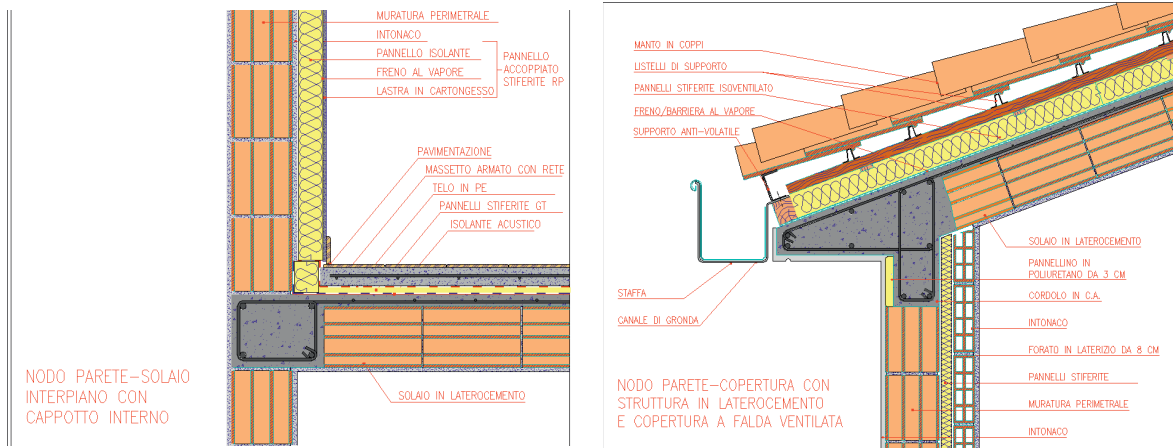 MURATURA PERIMETRALE
INTONACO
PANNELLO ISOLANTE
FRENO AL VAPORE
LASTRA IN CARTONGESSO
PANNELLO
ACCOPPIATO
STIFERITE RP
PAVIMENTAZIONE
MASSETTO ARMATO CON RETE
TELO IN PE
PANNELLI STIFERITE GT
ISOLANTE ACUSTICO
SOLAIO IN LATEROCEMENTO
NODO PARETE-SOLAIO
INTERPIANO CON
CAPPOTTO INTERNO
MANTO IN COPPI
LISTELLI DI SUPPORTO
PANNELLI STIFERITE ISOVENTILATO
FRENO/BARRIERA AL VAPORE
SUPPORTO ANTI-VOLATILE
STAFFA
CANALE DI GRONDA
SOLAIO IN LATEROCEMENTO
PANNELLINO IN
POLIURETANO DA 3 CM
CORDOLO IN C.A.
INTONACO
FORATO IN LATERIZIO DA 8 CM
PANNELLI STIFERITE
MURATURA PERIMETRALE
INTONACO
NODO PARETE-COPERTURA CON
STRUTTURA IN LATEROCEMENTO
E COPERTURA A FALDA VENTILATA